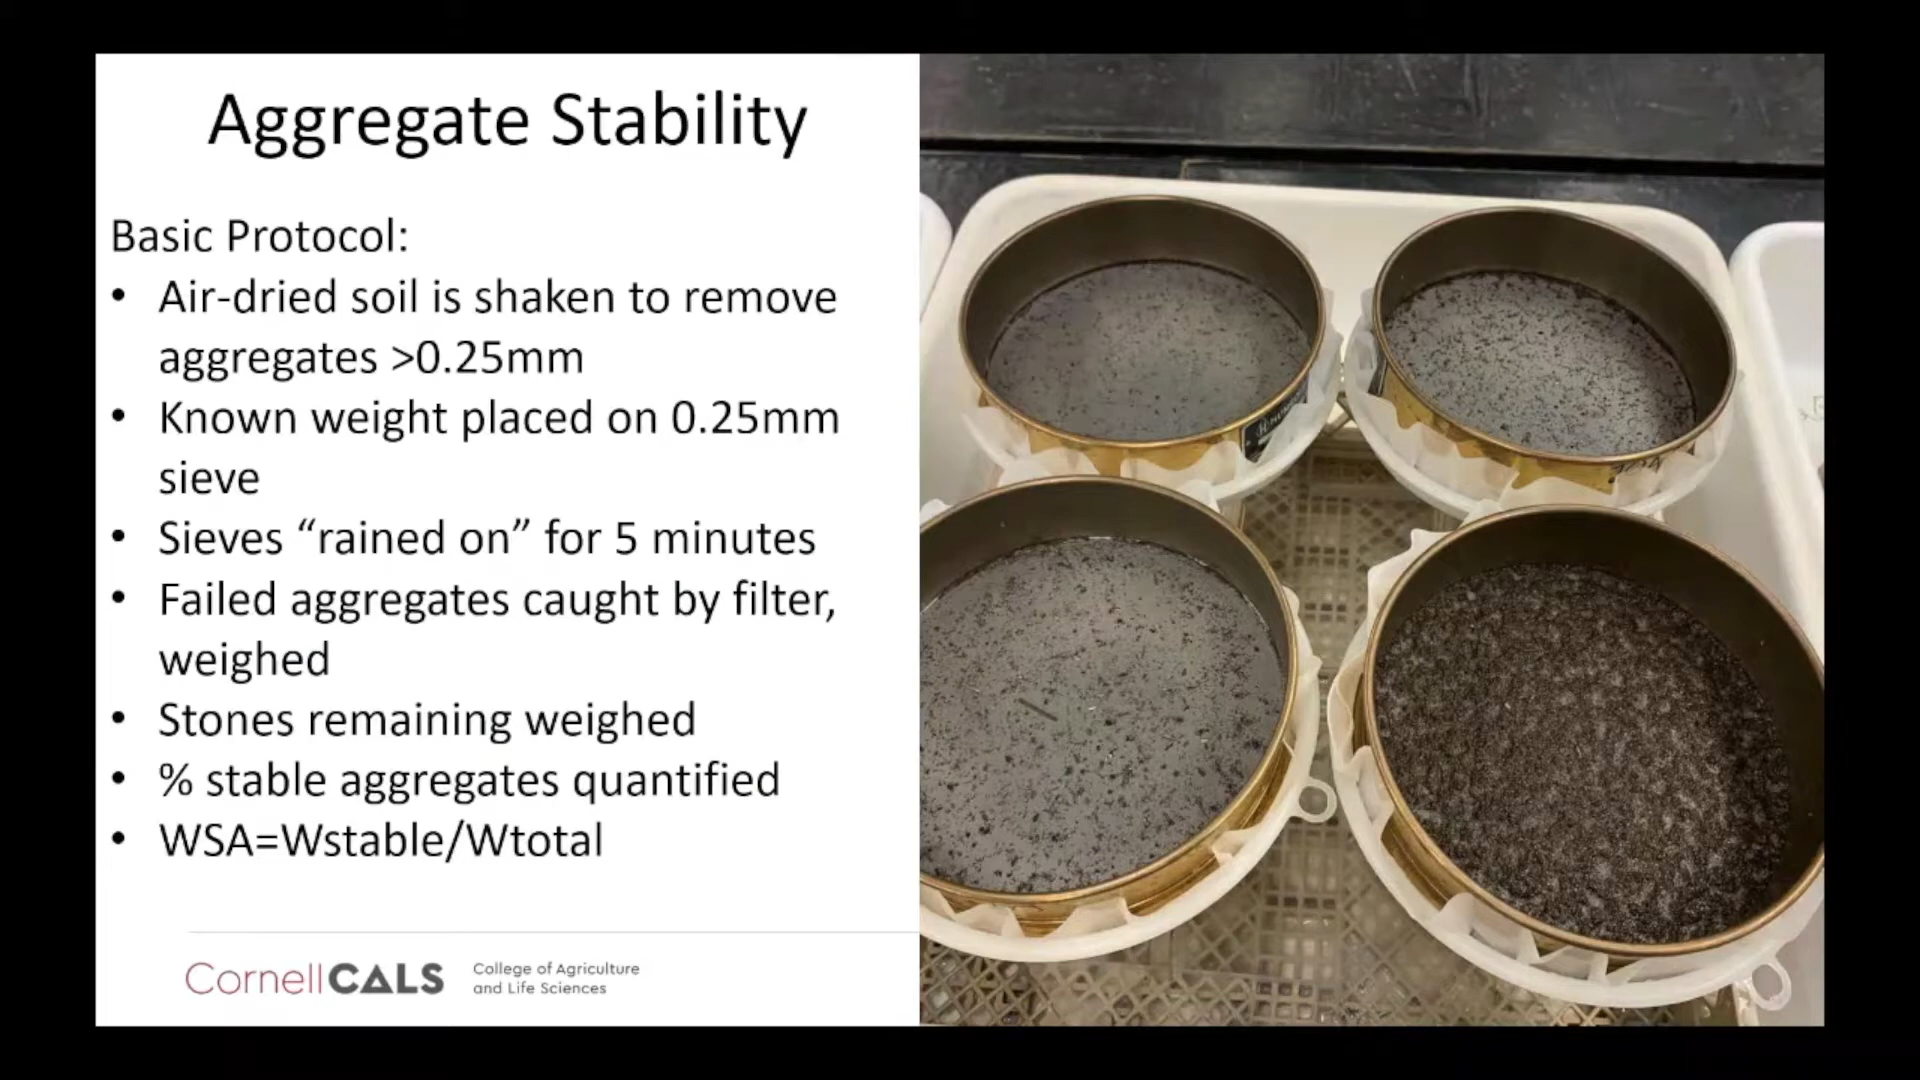 Aggregate Stability
Basic Protocol:
• Air-dried soil is shaken to remove
aggregates >0.25mm
• Known weight placed on 0.25mm
sieve
• Sieves “rained on” for 5 minutes
• Failed aggregates caught by filter,
weighed
• Stones remaining weighed
• % stable aggregates quantified
• WSA=Wstable/Wtotal
CornellCALS
College of Agriculture
and Life Sciences